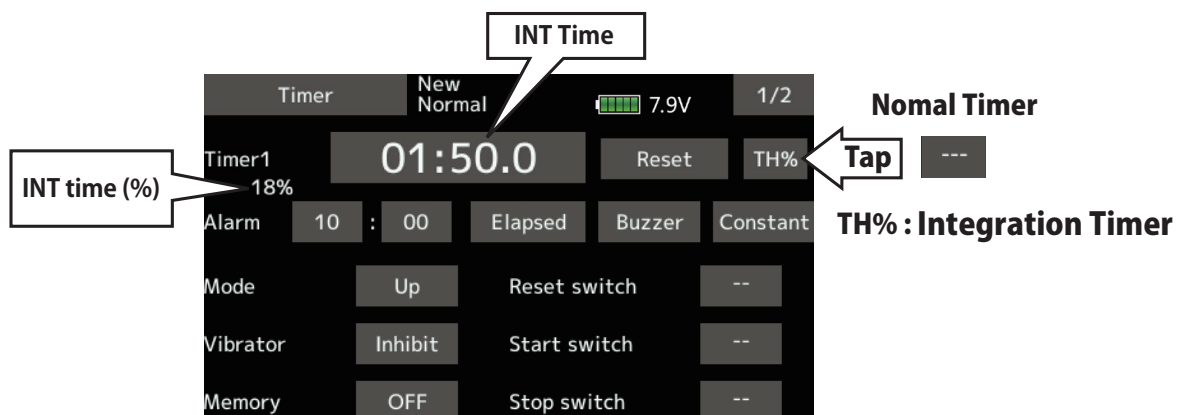 INT Time
Timer
New
Normal
7.9V
1/2
Nomal Timer
Timer1
01:50.0
Reset
TH%
Tap
---
INT time (%)
18%
Alarm
10 : 00
Elapsed
Buzzer
Constant
TH% : Integration Timer
Mode
Up
Reset switch
--
Vibrator
Inhibit
Start switch
--
Memory
OFF
Stop switch
--